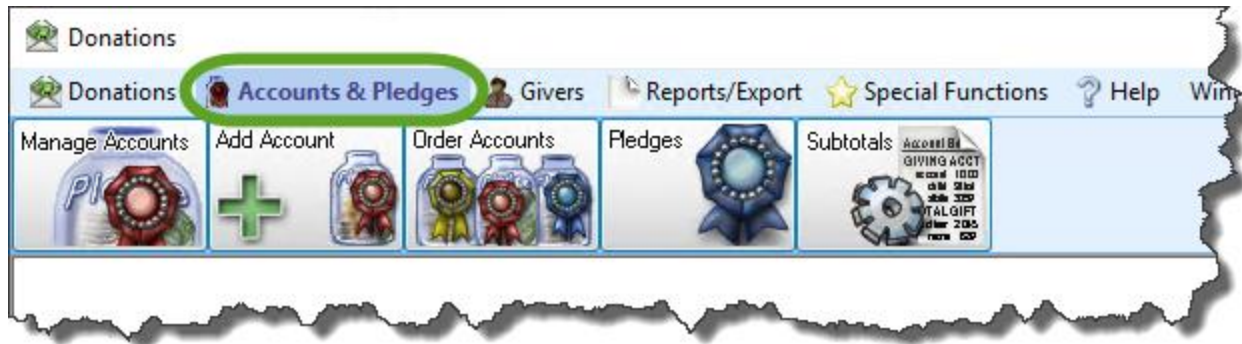 Donations
Donations Accounts & Pledges Givers Reports/Export Special Functions ? Help
Manage Accounts Add Account Order Accounts Pledges Subtotals
GIVING ACCT